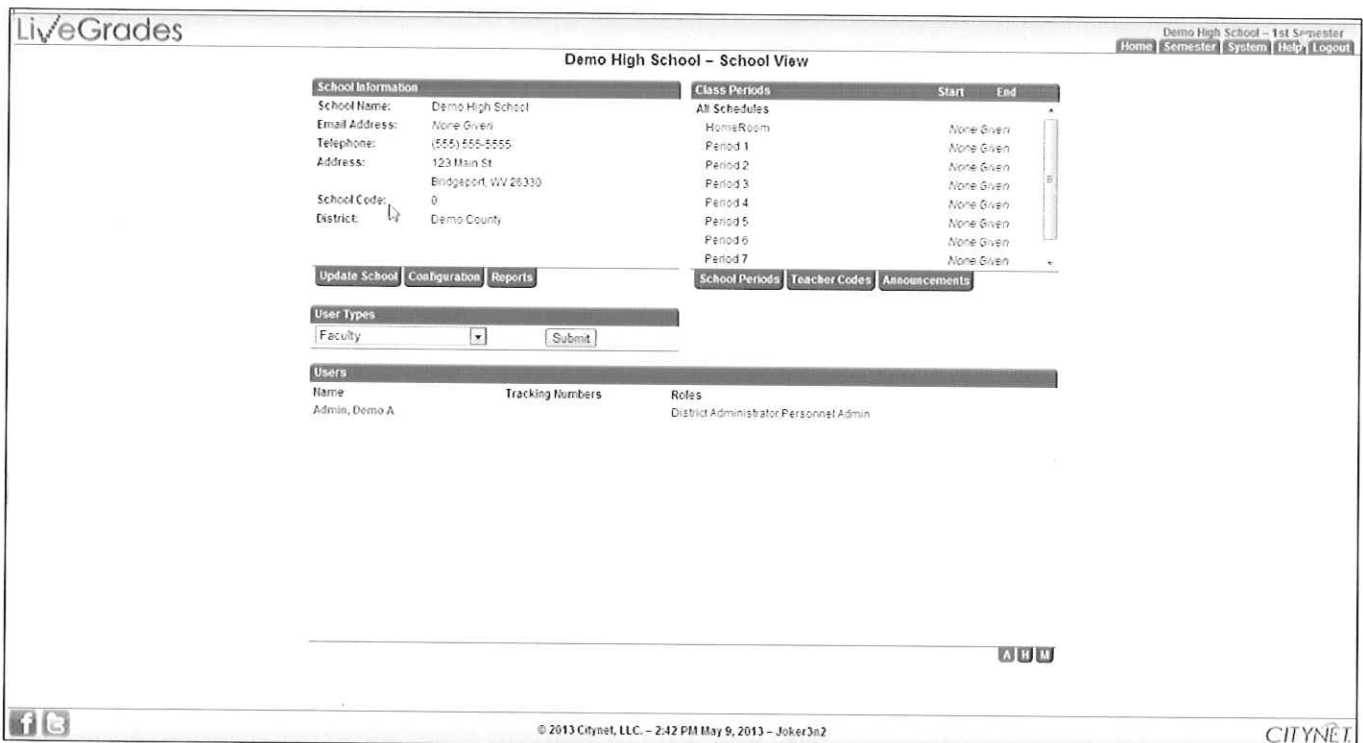 LiveGrades
Demo High School – 1st Semester
Home Semester System Help Logout
Demo High School – School View
School Information
School Name: Demo High School
Email Address: None Given
Telephone: (555) 555-5555
Address: 123 Main St
Bridgeport, WV 26330
School Code: 0
District: Demo County
Update School Configuration Reports
Class Periods Start End
All Schedules
HomeRoom None Given
Period 1 None Given
Period 2 None Given
Period 3 None Given
Period 4 None Given
Period 5 None Given
Period 6 None Given
Period 7 None Given
School Periods Teacher Codes Announcements
User Types
Faculty Submit
Users
Name Tracking Numbers Roles
Admin, Demo A District Administrator Personnel Admin
A H M
© 2013 Citynet, LLC. – 2:42 PM May 9, 2013 – Joker3n2
CITYNET